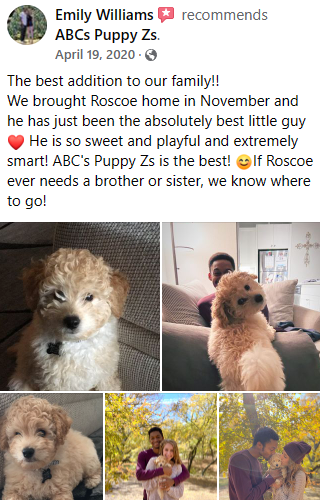 Emily Williams recommends
ABCs Puppy Zs.
April 19, 2020 ·
The best addition to our family!!
We brought Roscoe home in November and
he has just been the absolutely best little guy
❤️ He is so sweet and playful and extremely
smart! ABC's Puppy Zs is the best! 😊If Roscoe
ever needs a brother or sister, we know where
to go!